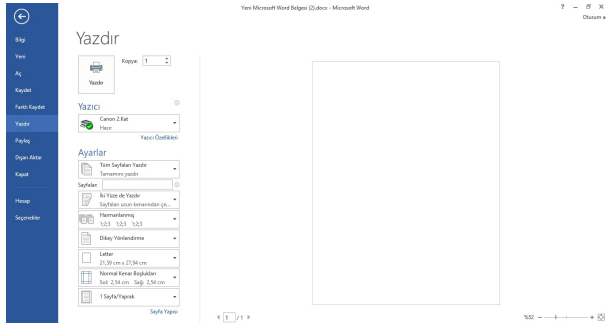 Yeni Microsoft Word Belgesi (2).docx - Microsoft Word
?
Oturum a
Bilgi
Yeni
Aç
Kaydet
Farklı Kaydet
Yazdır
Paylaş
Dışarı Aktar
Kapat
Hesap
Seçenekler
Yazdır
Kopya: 1
Yazdır
Yazıcı
Canon 2.Kat
Hazır
Yazıcı Özellikleri
Ayarlar
Tüm Sayfaları Yazdır
Tamamını yazdır
Sayfalar:
İki Yüze de Yazdır
Sayfaları uzun kenarından çe...
Harmanlanmış
1;2;3 1;2;3 1;2;3
Dikey Yönlendirme
Letter
21,59 cm x 27,94 cm
Normal Kenar Boşlukları
Sol: 2,54 cm Sağ: 2,54 cm
1 Sayfa/Yaprak
Sayfa Yapısı
1 / 1
%52